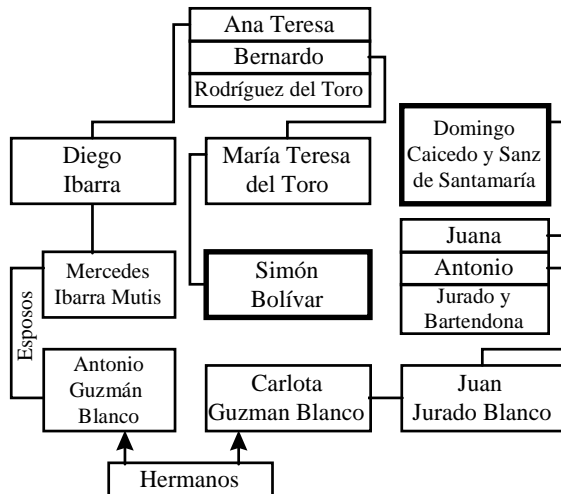 Ana Teresa
Bernardo
Rodríguez del Toro
Diego
Ibarra
María Teresa
del Toro
Domingo
Caicedo y Sanz
de Santamaría
Mercedes
Ibarra Mutis
Simón
Bolívar
Juana
Antonio
Jurado y
Bartendona
Esposos
Antonio
Guzmán
Blanco
Carlota
Guzman Blanco
Juan
Jurado Blanco
Hermanos